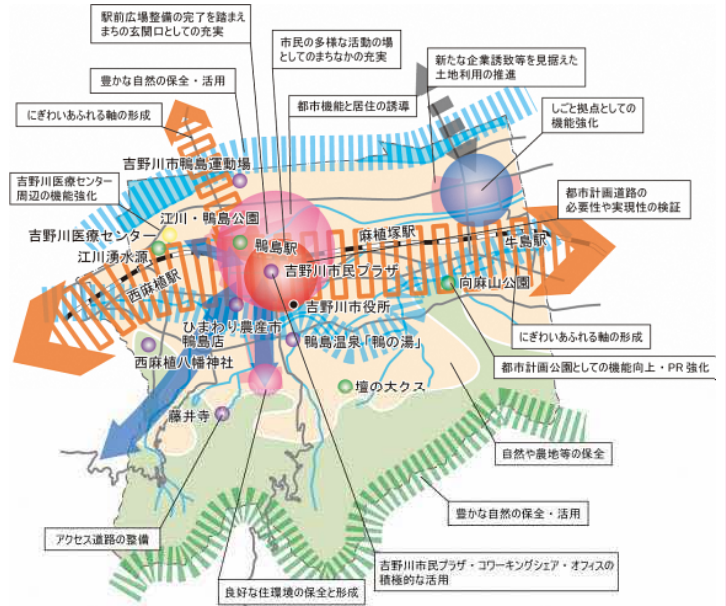 駅前広場整備の完了を踏まえ
まちの玄関口としての充実
市民の多様な活動の場
としてのまちなかの充実
新たな企業誘致等を見据えた
土地利用の推進
豊かな自然の保全・活用
都市機能と居住の誘導
しごと拠点としての
機能強化
にぎわいあふれる軸の形成
吉野川市鴨島運動場
吉野川医療センター
周辺の機能強化
都市計画道路の
必要性や実現性の検証
江川・鴨島公園
吉野川医療センター
鴨島駅
麻植塚駅
牛島駅
江川湧水源
西麻植駅
吉野川市民プラザ
向麻山公園
吉野川市役所
ひまわり農産市
鴨島店
鴨島温泉「鴨の湯」
にぎわいあふれる軸の形成
西麻植八幡神社
都市計画公園としての機能向上・PR強化
壇の大クス
藤井寺
自然や農地等の保全
豊かな自然の保全・活用
アクセス道路の整備
吉野川市民プラザ・コワーキングシェア・オフィスの
積極的な活用
良好な住環境の保全と形成